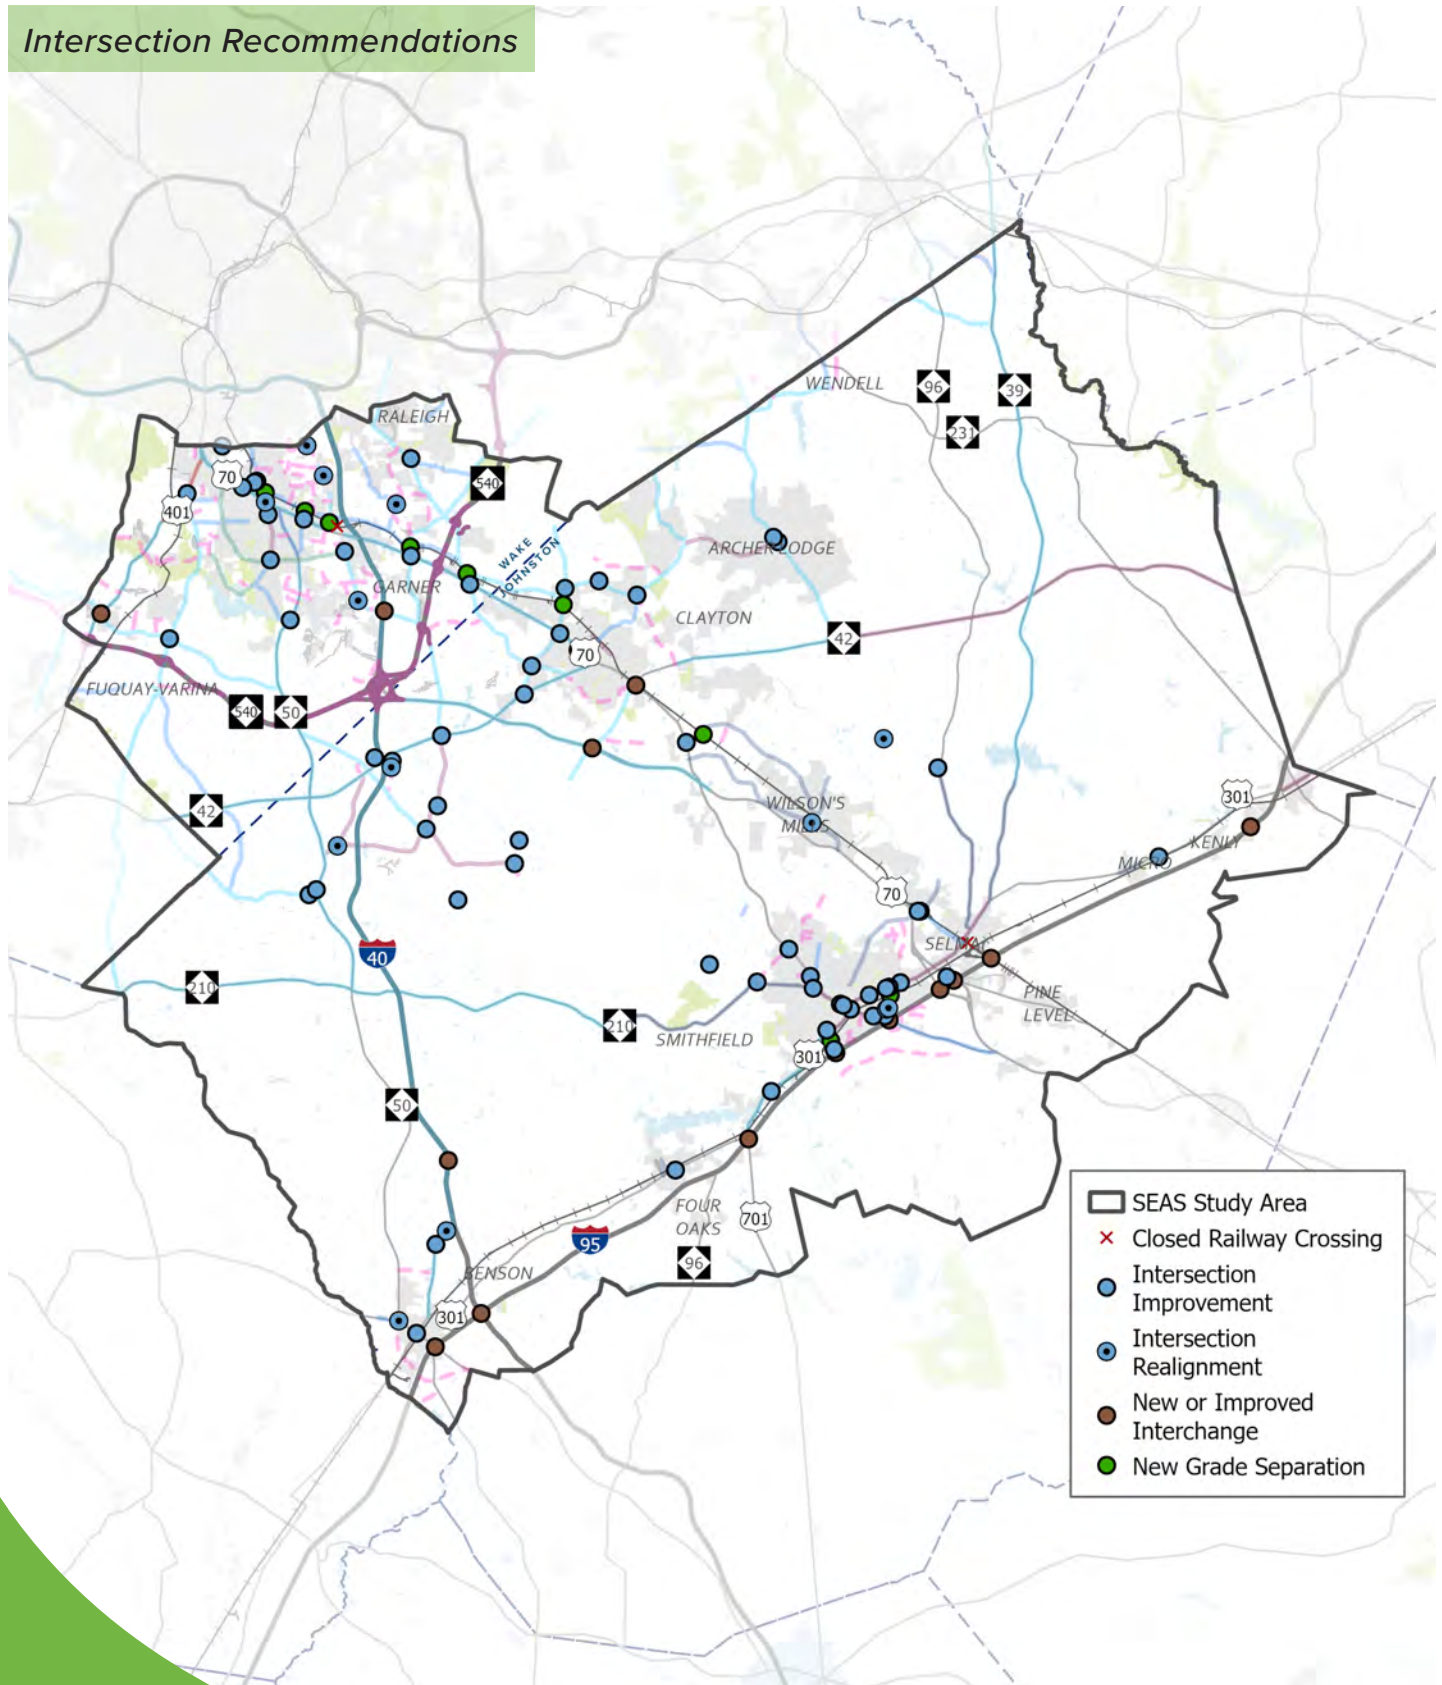 Intersection Recommendations
WENDELL
96
39
RALEIGH
231
70
540
401
WAKE
JOHNSTON
ARCHER LODGE
GARNER
CLAYTON
42
70
FUQUAY-VARINA
540
50
301
42
WILSON'S
MILLS
KENLY
MICRO
70
SELMA
40
210
PINE
LEVEL
210
SMITHFIELD
301
50
FOUR
OAKS
701
95
96
BENSON
301
SEAS Study Area
Closed Railway Crossing
Intersection
Improvement
Intersection
Realignment
New or Improved
Interchange
New Grade Separation